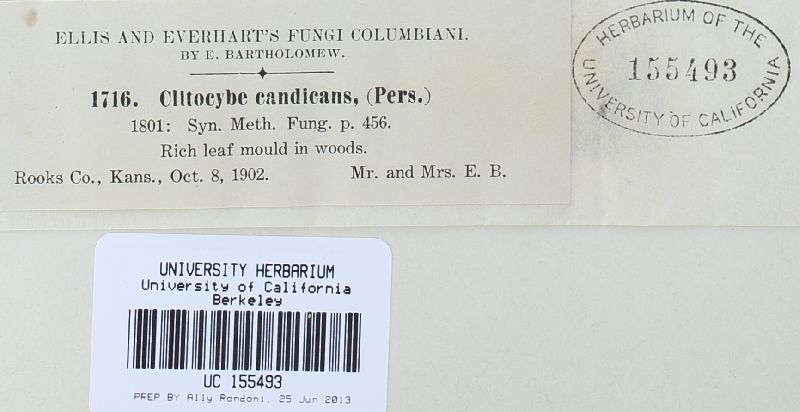 ELLIS AND EVERHART'S FUNGI COLUMBIANI.
BY E. BARTHOLOMEW.
1716. Clitocybe candicans, (Pers.)
1801: Syn. Meth. Fung. p. 456.
Rich leaf mould in woods.
Rooks Co., Kans., Oct. 8, 1902. Mr. and Mrs. E. B.
HERBARIUM OF THE
155493
UNIVERSITY OF CALIFORNIA
UNIVERSITY HERBARIUM
University of California
Berkeley
UC 155493
PREP BY Ally Randoni, 25 Jun 2013